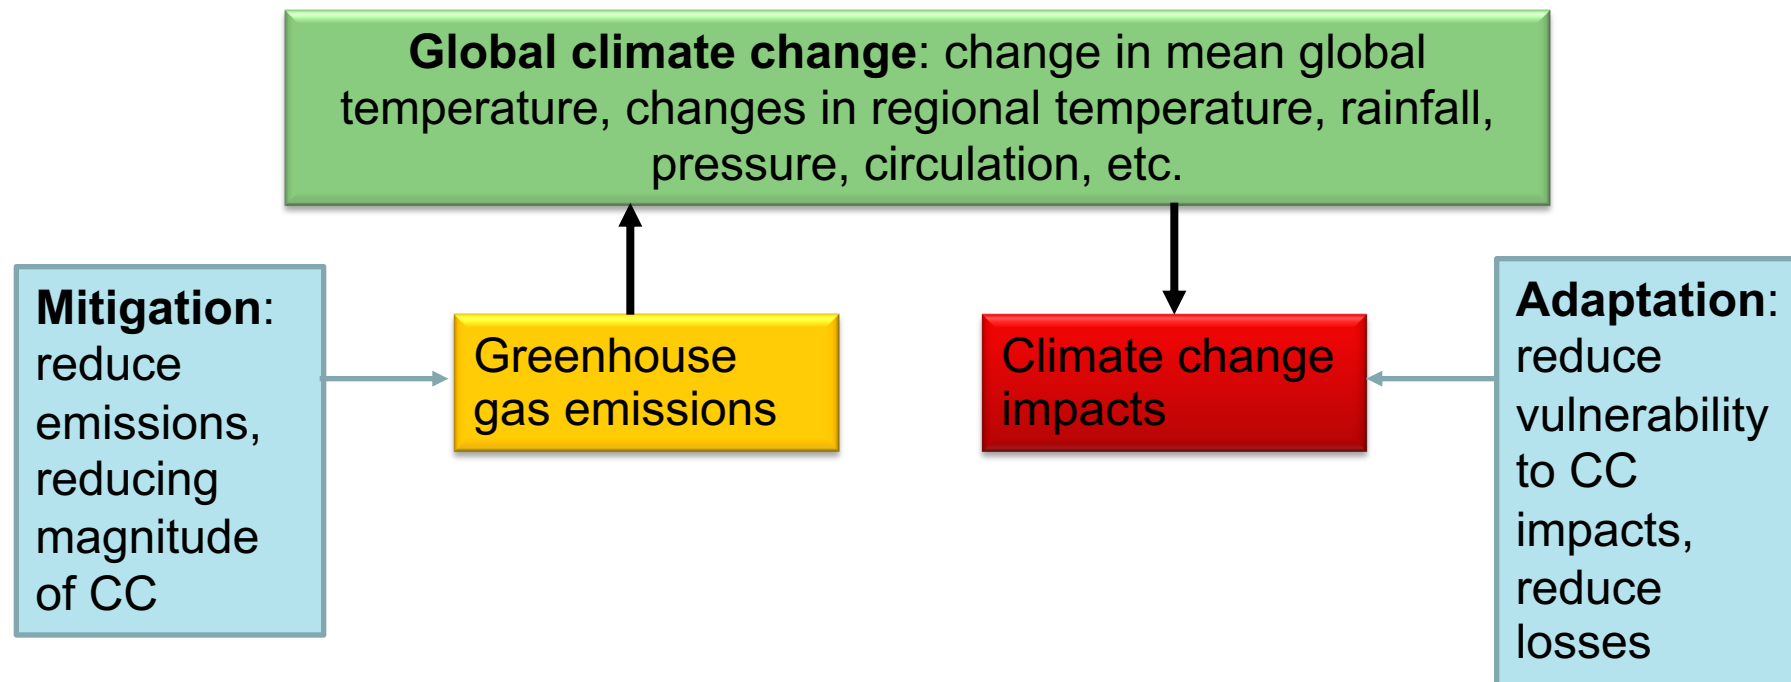 Global climate change: change in mean global
temperature, changes in regional temperature, rainfall,
pressure, circulation, etc.
Mitigation:
reduce
emissions,
reducing
magnitude
of CC
Greenhouse
gas emissions
Climate change
impacts
Adaptation:
reduce
vulnerability
to CC
impacts,
reduce
losses